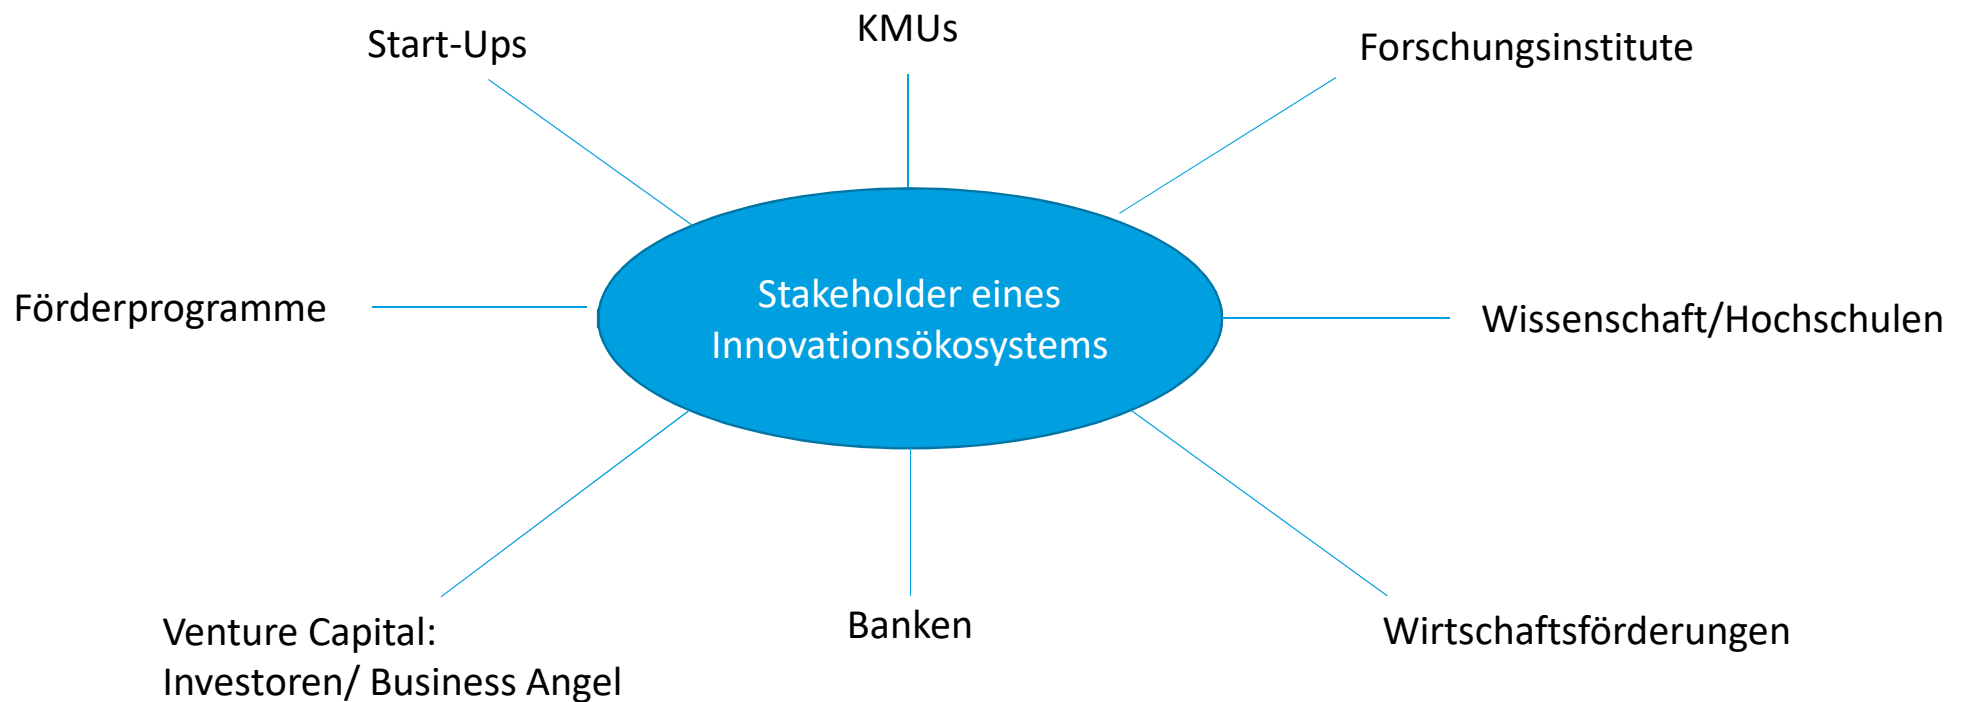 KMUs
Start-Ups
Forschungsinstitute
Stakeholder eines
Innovationsökosystems
Förderprogramme
Wissenschaft/Hochschulen
Venture Capital:
Investoren/ Business Angel
Banken
Wirtschaftsförderungen